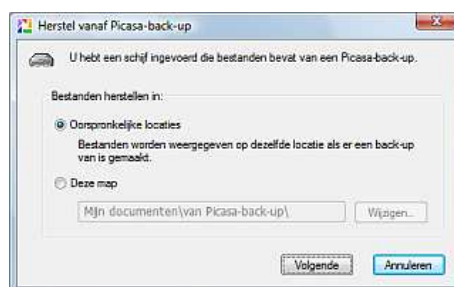 Herstel vanaf Picasa-back-up
U hebt een schijf ingevoerd die bestanden bevat van een Picasa-back-up.
Bestanden herstellen in:
Oorspronkelijke locaties
Bestanden worden weergegeven op dezelfde locatie als er een back-up
van is gemaakt.
Deze map
Mijn documenten\van Picasa-back-up\
Wijzigen...
Volgende
Annuleren